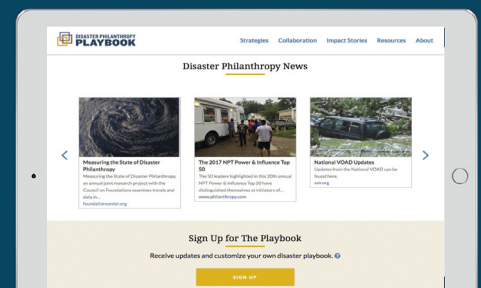 DISASTER PHILANTHROPY
PLAYBOOK
Strategies Collaboration Impact Stories Resources About
Disaster Philanthropy News
Measuring the State of Disaster
Philanthropy
Measuring the State of Disaster Philanthropy,
an annual joint research project with the
Council on Foundations examines trends and
data in...
foundationcenter.org
The 2017 NPT Power & Influence Top
50
The 50 leaders highlighted in this 20th annual
NPT Power & Influence Top 50 have
distinguished themselves as initiators of...
www.philanthropy.com
National VOAD Updates
Updates from the National VOAD can be
found here.
Sign Up for The Playbook
Receive updates and customize your own disaster playbook.
SIGN UP